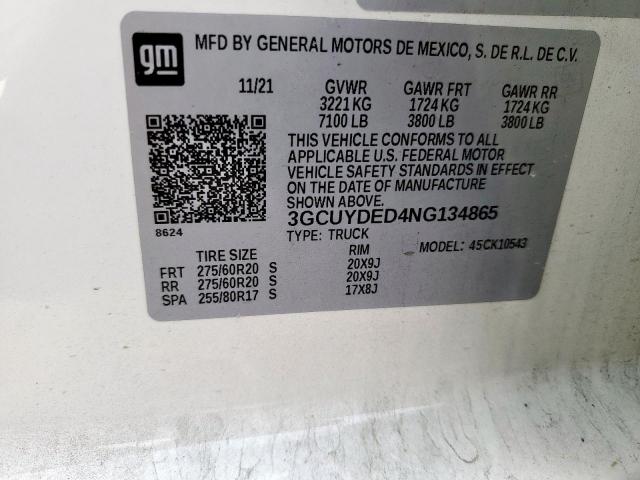 gm
MFD BY GENERAL MOTORS DE MEXICO, S. DE R.L. DE C.V.
11/21 GVWR GAWR FRT GAWR RR
3221 KG 1724 KG 1724 KG
7100 LB 3800 LB 3800 LB
THIS VEHICLE CONFORMS TO ALL
APPLICABLE U.S. FEDERAL MOTOR
VEHICLE SAFETY STANDARDS IN EFFECT
ON THE DATE OF MANUFACTURE
SHOWN ABOVE.
3GCUYDED4NG134865
8624
TYPE: TRUCK MODEL: 45CK10543
TIRE SIZE RIM
FRT 275/60R20 S 20X9J
RR 275/60R20 S 20X9J
SPA 255/80R17 S 17X8J